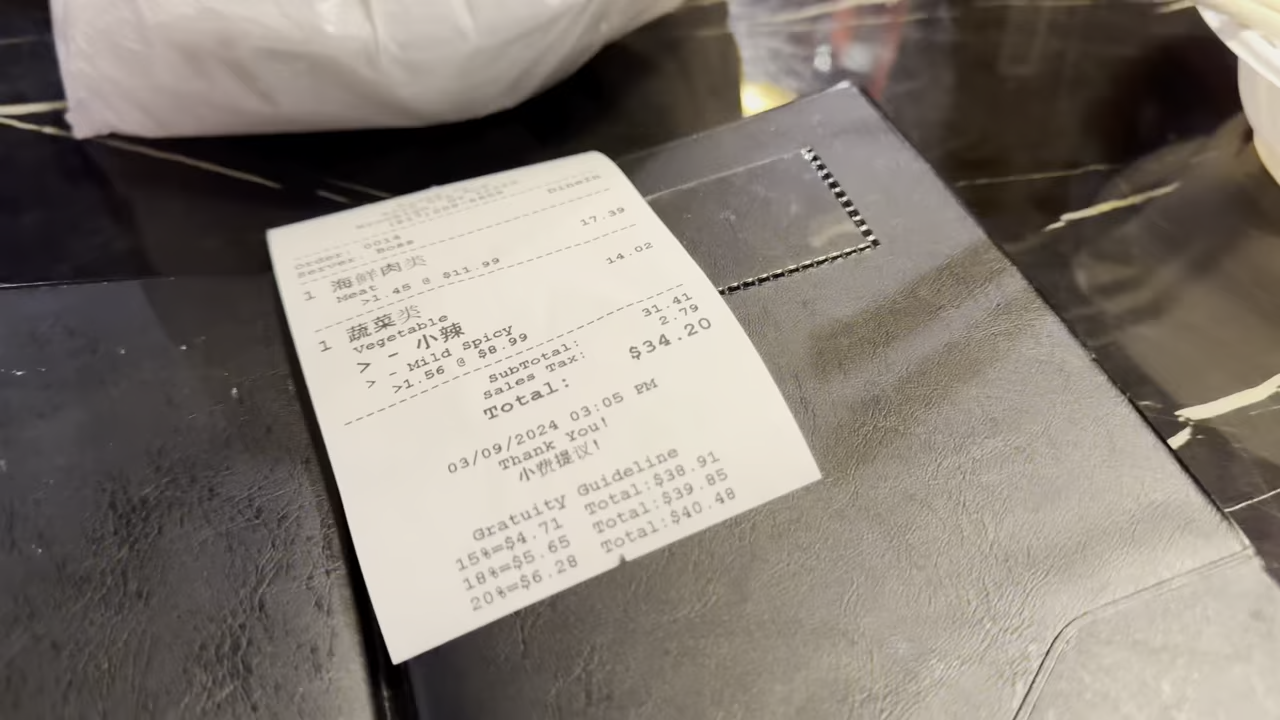 DineIn
Order: 0014
Server: Boss
1 海鲜肉类 17.39
Meat
>1.45 @ $11.99
1 蔬菜类 14.02
Vegetable
> - 小辣
> - Mild Spicy
>1.56 @ $8.99
SubTotal: 31.41
Sales Tax: 2.79
Total: $34.20
03/09/2024 03:05 PM
Thank you!
小费提议!
Gratuity Guideline
15%=$4.71 Total:$38.91
18%=$5.65 Total:$39.85
20%=$6.28 Total:$40.48